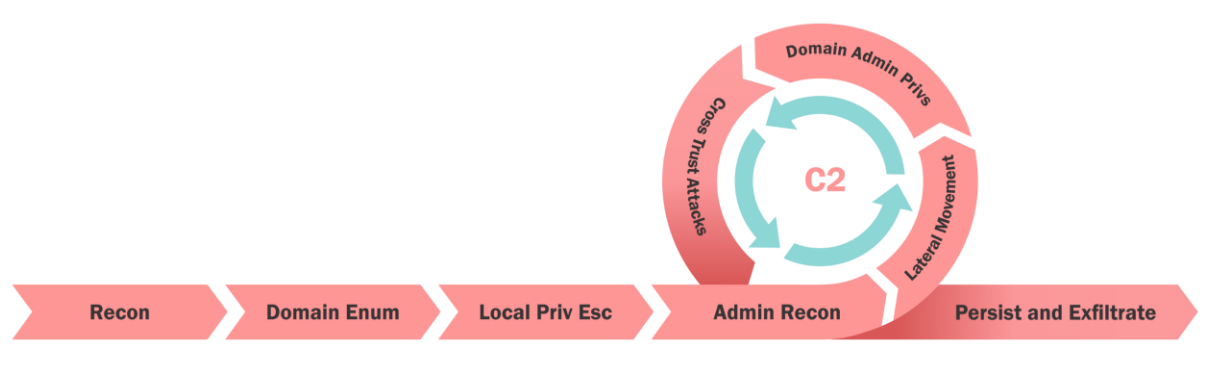 Domain Admin Privs
Cross Trust Attacks
C2
Lateral Movement
Recon
Domain Enum
Local Priv Esc
Admin Recon
Persist and Exfiltrate